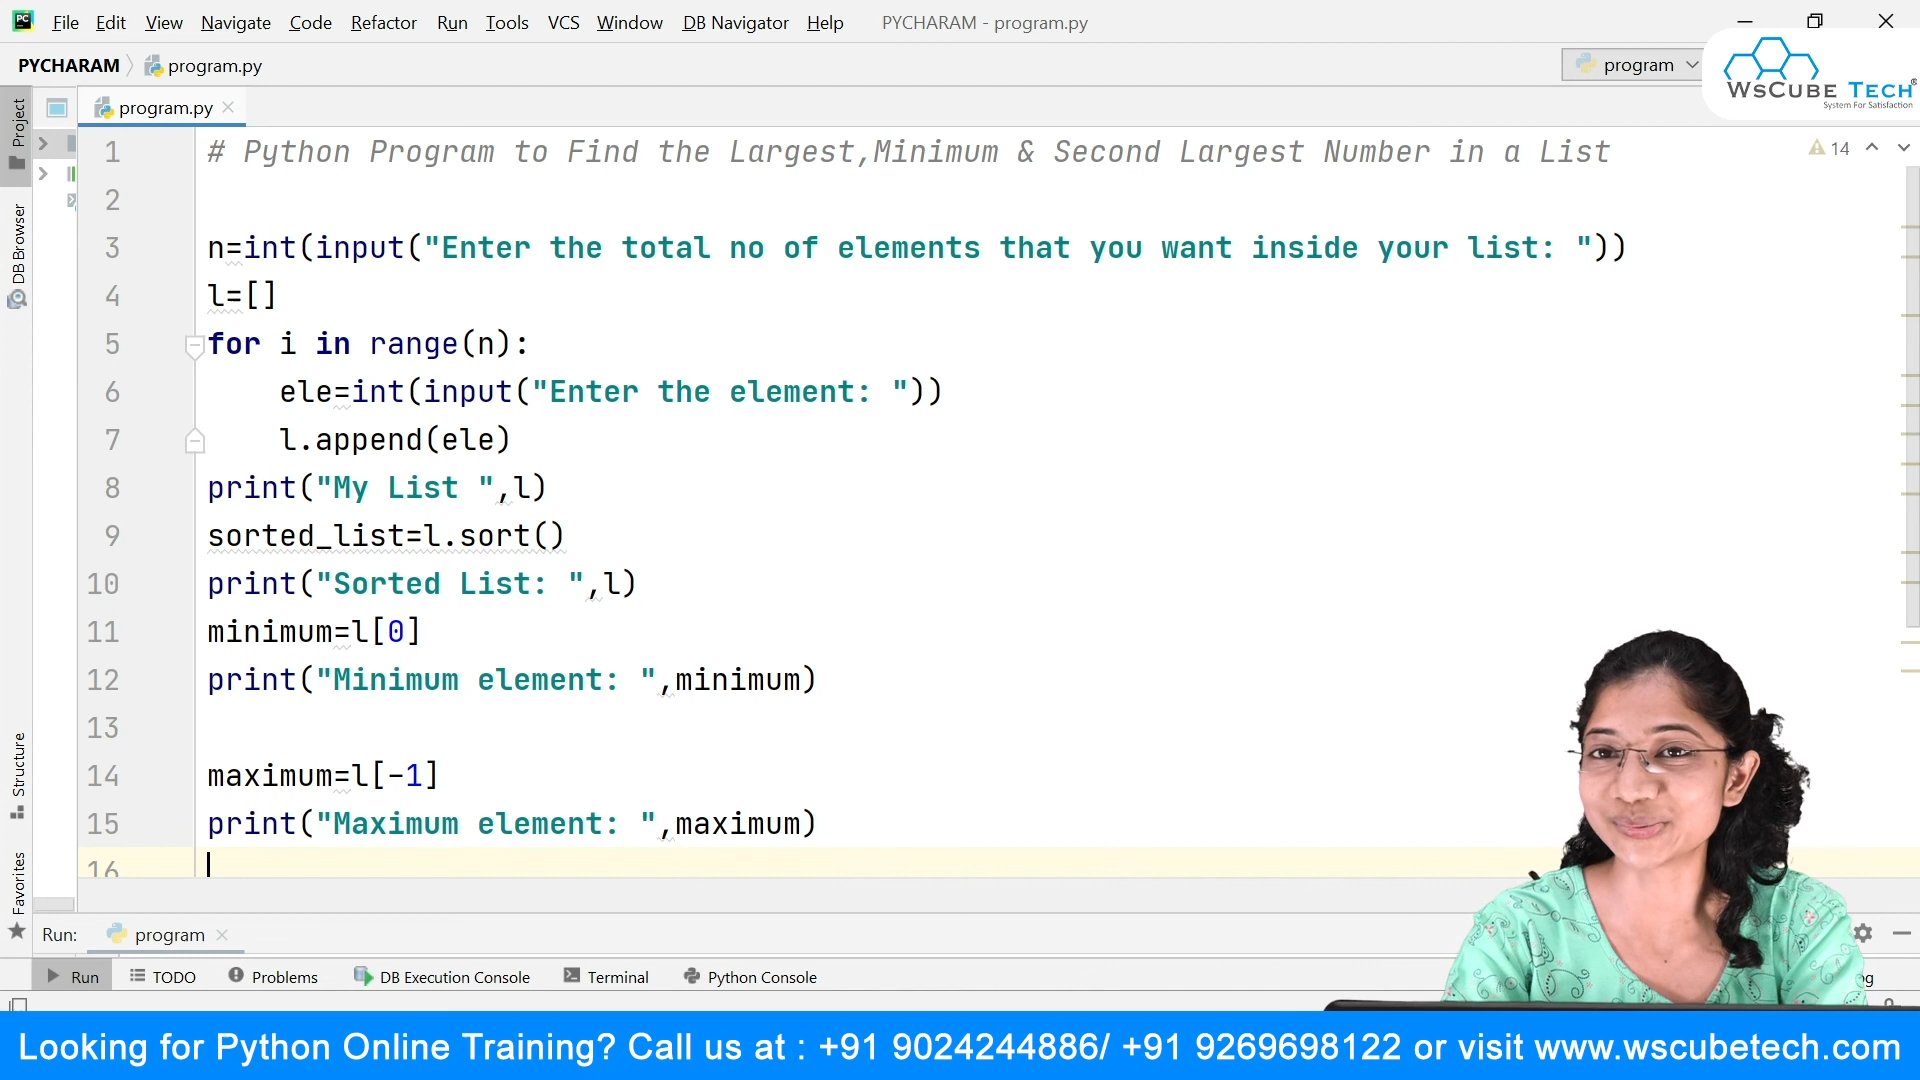 File Edit View Navigate Code Refactor Run Tools VCS Window DB Navigator Help PYCHARAM - program.py
PYCHARAM program.py program
WsCube Tech
System For Satisfaction
program.py
Project
DB Browser
Structure
Favorites
14
1 # Python Program to Find the Largest,Minimum & Second Largest Number in a List
2
3 n=int(input("Enter the total no of elements that you want inside your list: "))
4 l=[]
5 for i in range(n):
6 ele=int(input("Enter the element: "))
7 l.append(ele)
8 print("My List ",l)
9 sorted_list=l.sort()
10 print("Sorted List: ",l)
11 minimum=l[0]
12 print("Minimum element: ",minimum)
13
14 maximum=l[-1]
15 print("Maximum element: ",maximum)
16
Run: program
Run TODO Problems DB Execution Console Terminal Python Console
Looking for Python Online Training? Call us at : +91 9024244886/ +91 9269698122 or visit www.wscubetech.com